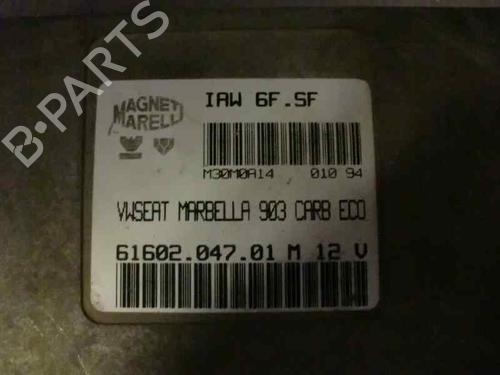 B-PARTS
MAGNETI
MARELLI
IAW 6F.SF
M30M0A14 010 94
VWSEAT MARBELLA 903 CARB ECO
61602.047.01 M 12 V